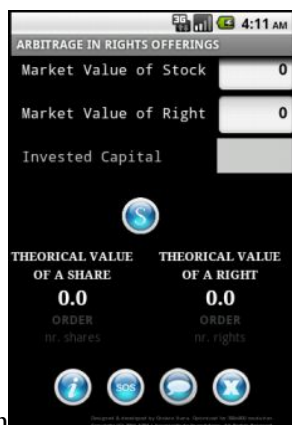 3G
4:11 AM
ARBITRAGE IN RIGHTS OFFERINGS
Market Value of Stock 0
Market Value of Right 0
Invested Capital
S
THEORICAL VALUE THEORICAL VALUE
OF A SHARE OF A RIGHT
0.0 0.0
ORDER ORDER
nr. shares nr. rights
i SOS X